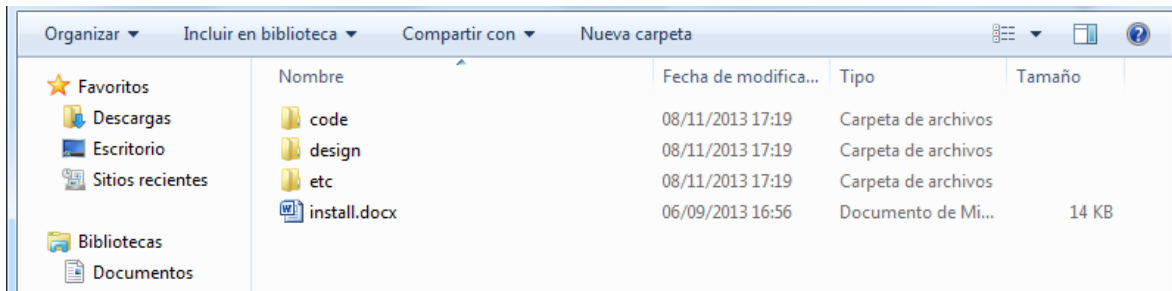 Organizar Incluir en biblioteca Compartir con Nueva carpeta
Favoritos
Descargas
Escritorio
Sitios recientes
Bibliotecas
Documentos
Nombre Fecha de modifica... Tipo Tamaño
code 08/11/2013 17:19 Carpeta de archivos
design 08/11/2013 17:19 Carpeta de archivos
etc 08/11/2013 17:19 Carpeta de archivos
install.docx 06/09/2013 16:56 Documento de Mi... 14 KB